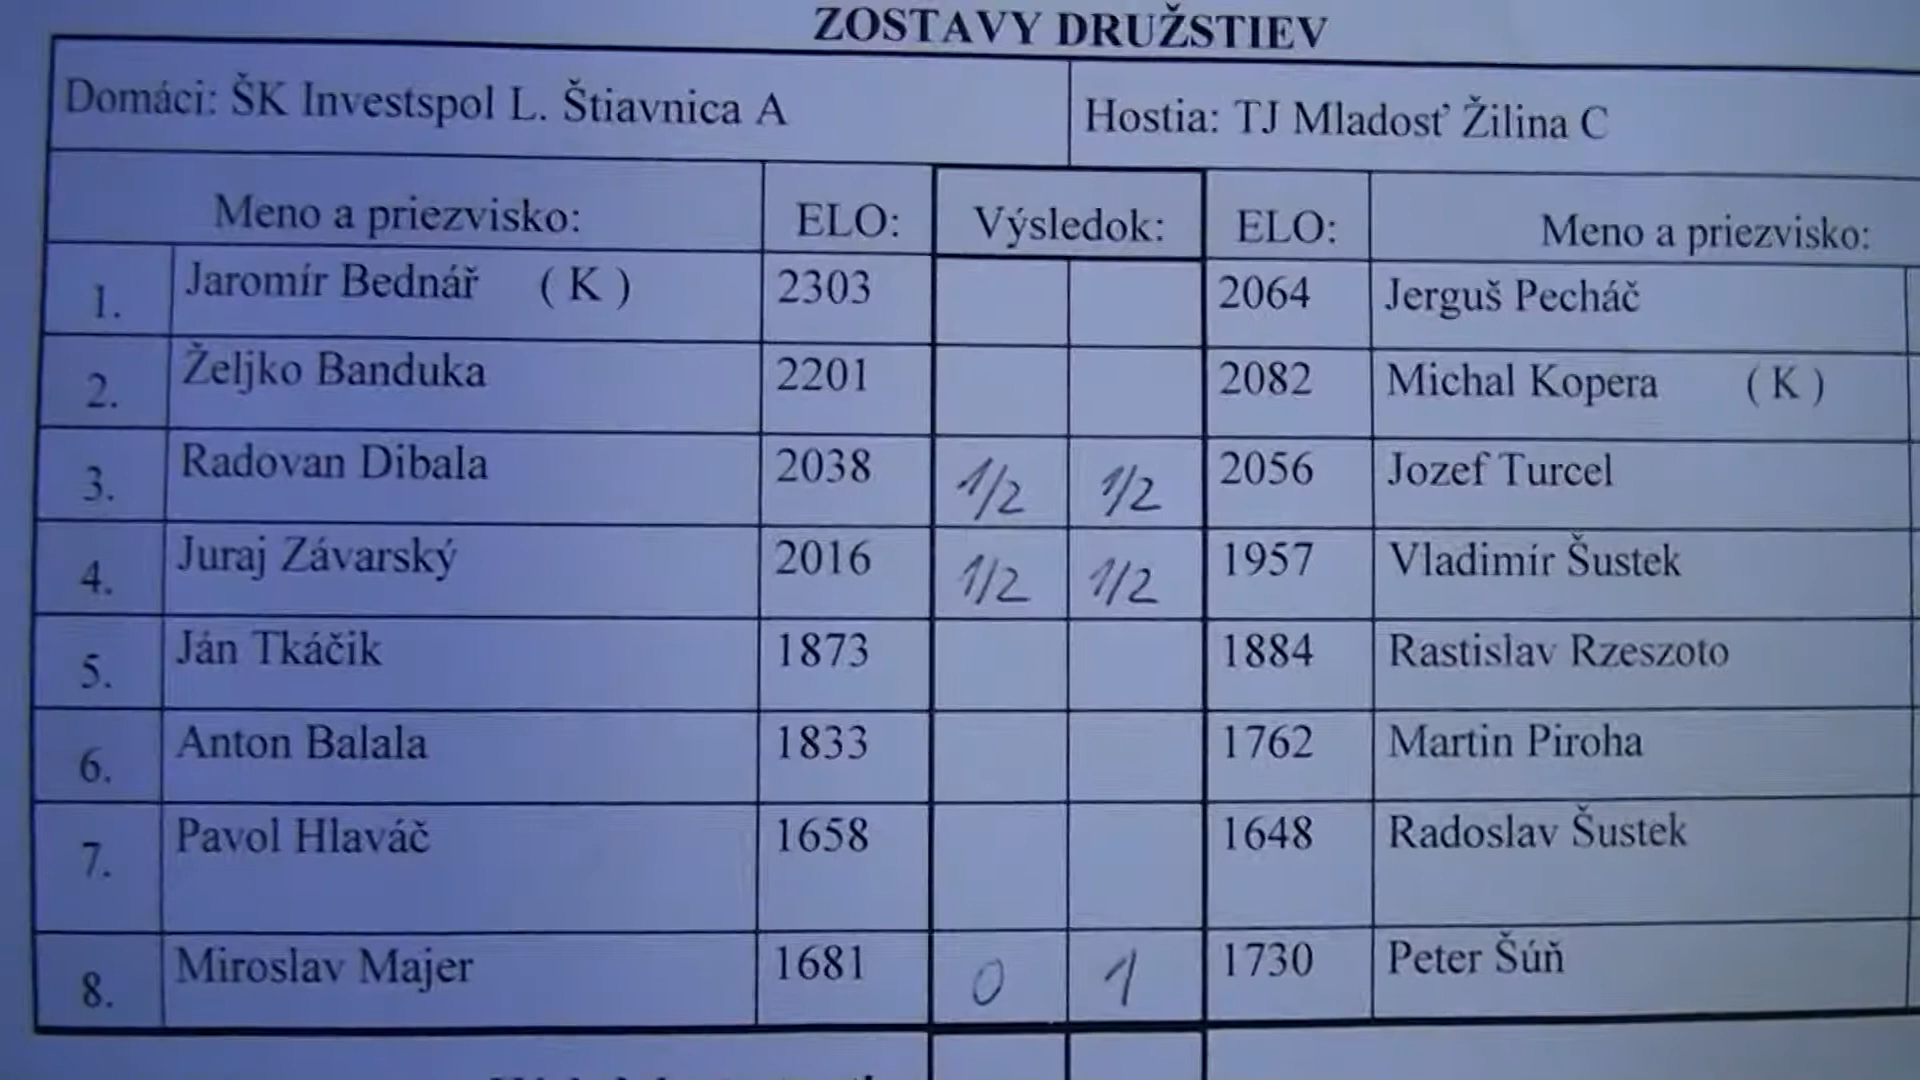 ZOSTAVY DRUŽSTIEV
Domáci: ŠK Investspol L. Štiavnica A Hostia: TJ Mladosť Žilina C
Meno a priezvisko: ELO: Výsledok: ELO: Meno a priezvisko:
1. Jaromír Bednář ( K ) 2303 2064 Jerguš Pecháč
2. Željko Banduka 2201 2082 Michal Kopera ( K )
3. Radovan Dibala 2038 1/2 1/2 2056 Jozef Turcel
4. Juraj Závarský 2016 1/2 1/2 1957 Vladimír Šustek
5. Ján Tkáčik 1873 1884 Rastislav Rzeszoto
6. Anton Balala 1833 1762 Martin Piroha
7. Pavol Hlaváč 1658 1648 Radoslav Šustek
8. Miroslav Majer 1681 0 1 1730 Peter Šúň